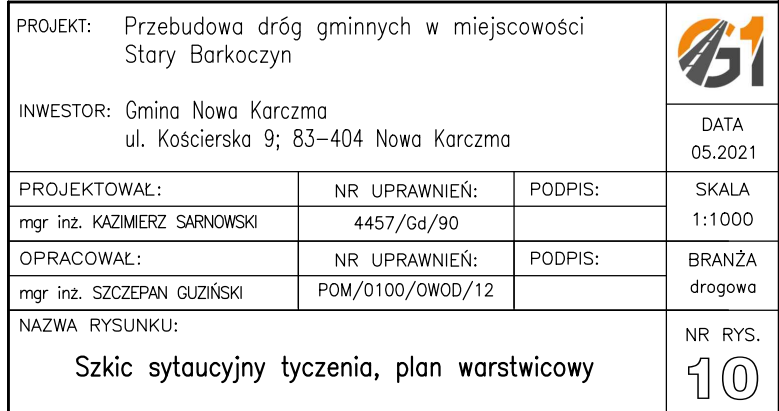 PROJEKT: Przebudowa dróg gminnych w miejscowości
Stary Barkoczyn
G1
INWESTOR: Gmina Nowa Karczma
ul. Kościerska 9; 83-404 Nowa Karczma
DATA
05.2021
PROJEKTOWAŁ: NR UPRAWNIEŃ: PODPIS: SKALA
mgr inż. KAZIMIERZ SARNOWSKI 4457/Gd/90 1:1000
OPRACOWAŁ: NR UPRAWNIEŃ: PODPIS: BRANŻA
mgr inż. SZCZEPAN GUZIŃSKI POM/0100/OWOD/12 drogowa
NAZWA RYSUNKU: NR RYS.
Szkic sytaucyjny tyczenia, plan warstwicowy 10